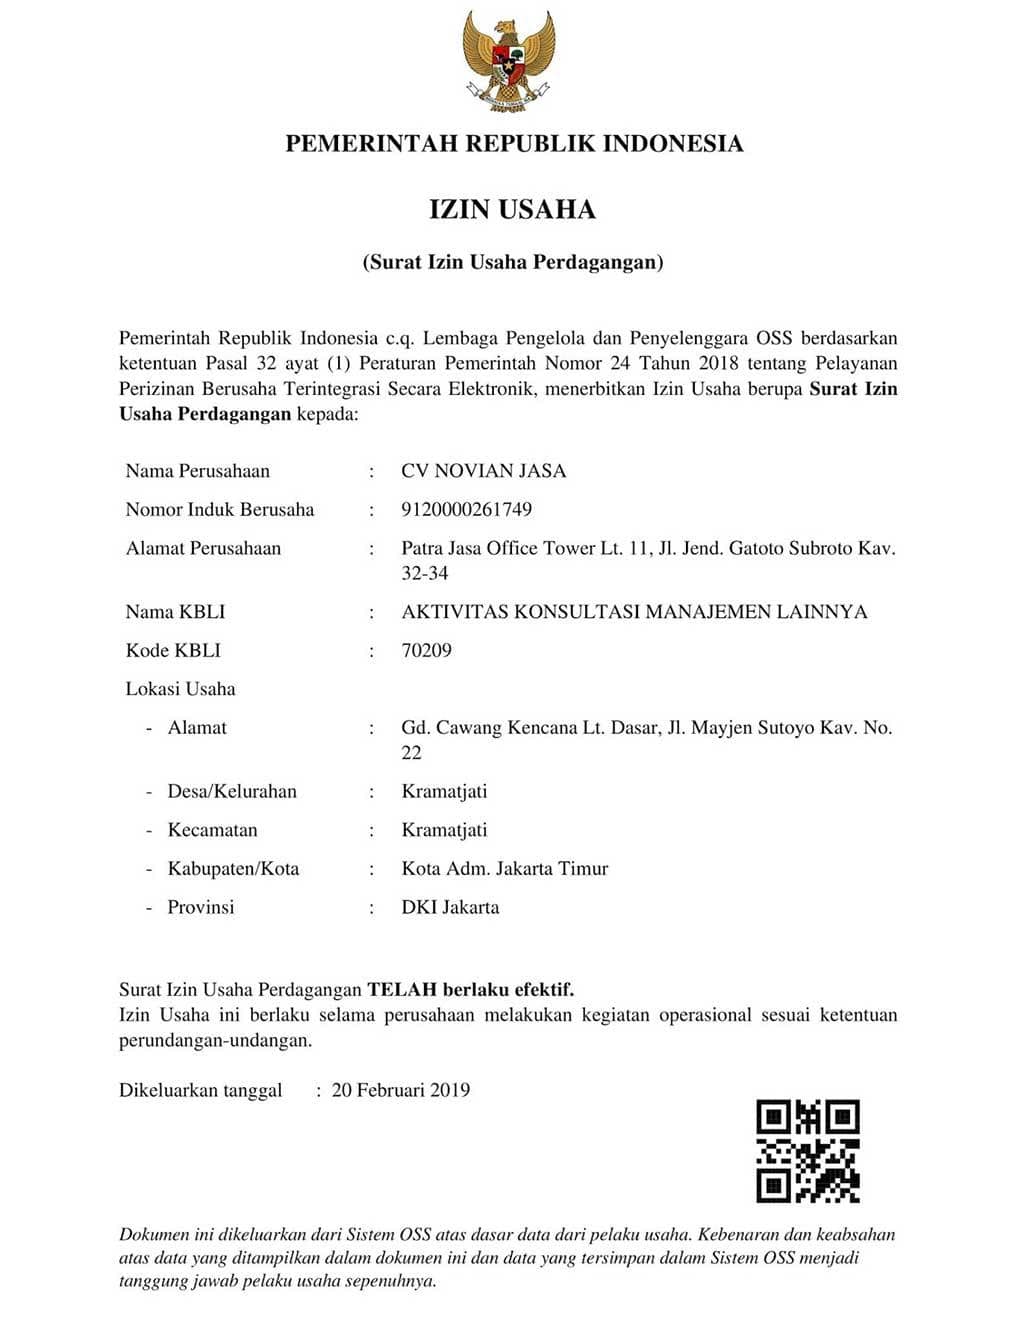 PEMERINTAH REPUBLIK INDONESIA
IZIN USAHA
(Surat Izin Usaha Perdagangan)
Pemerintah Republik Indonesia c.q. Lembaga Pengelola dan Penyelenggara OSS berdasarkan
ketentuan Pasal 32 ayat (1) Peraturan Pemerintah Nomor 24 Tahun 2018 tentang Pelayanan
Perizinan Berusaha Terintegrasi Secara Elektronik, menerbitkan Izin Usaha berupa Surat Izin
Usaha Perdagangan kepada:
Nama Perusahaan : CV NOVIAN JASA
Nomor Induk Berusaha : 9120000261749
Alamat Perusahaan : Patra Jasa Office Tower Lt. 11, Jl. Jend. Gatoto Subroto Kav.
32-34
Nama KBLI : AKTIVITAS KONSULTASI MANAJEMEN LAINNYA
Kode KBLI : 70209
Lokasi Usaha
- Alamat : Gd. Cawang Kencana Lt. Dasar, Jl. Mayjen Sutoyo Kav. No.
22
- Desa/Kelurahan : Kramatjati
- Kecamatan : Kramatjati
- Kabupaten/Kota : Kota Adm. Jakarta Timur
- Provinsi : DKI Jakarta
Surat Izin Usaha Perdagangan TELAH berlaku efektif.
Izin Usaha ini berlaku selama perusahaan melakukan kegiatan operasional sesuai ketentuan
perundangan-undangan.
Dikeluarkan tanggal : 20 Februari 2019
Dokumen ini dikeluarkan dari Sistem OSS atas dasar data dari pelaku usaha. Kebenaran dan keabsahan
atas data yang ditampilkan dalam dokumen ini dan data yang tersimpan dalam Sistem OSS menjadi
tanggung jawab pelaku usaha sepenuhnya.